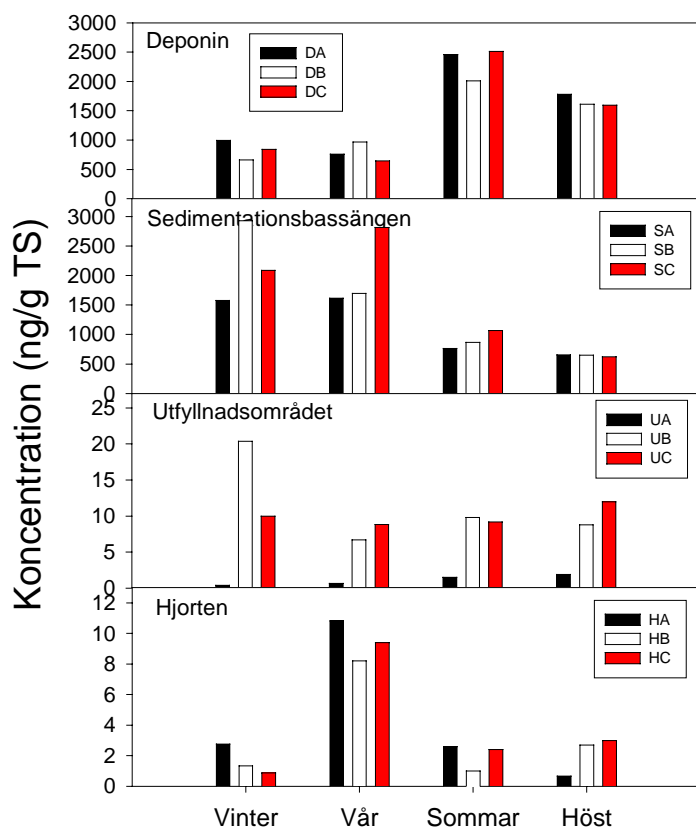 Koncentration (ng/g TS)
3000
2500
2000
1500
1000
500
0
Deponin
DA
DB
DC
3000
2500
2000
1500
1000
500
0
Sedimentationsbassängen
SA
SB
SC
25
20
15
10
5
0
Utfyllnadsområdet
UA
UB
UC
12
10
8
6
4
2
0
Hjorten
HA
HB
HC
Vinter Vår Sommar Höst